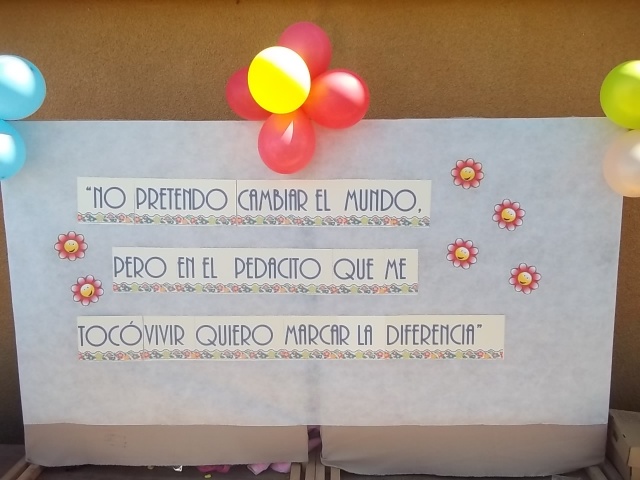 “NO PRETENDO CAMBIAR EL MUNDO,
PERO EN EL PEDACITO QUE ME
TOCÓ VIVIR QUIERO MARCAR LA DIFERENCIA”